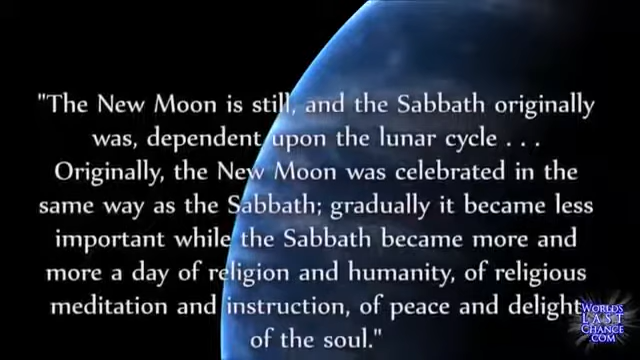 "The New Moon is still, and the Sabbath originally
was, dependent upon the lunar cycle . . .
Originally, the New Moon was celebrated in the
same way as the Sabbath; gradually it became less
important while the Sabbath became more and
more a day of religion and humanity, of religious
meditation and instruction, of peace and delight
of the soul."
WORLDS
LAST
CHANCE
.COM